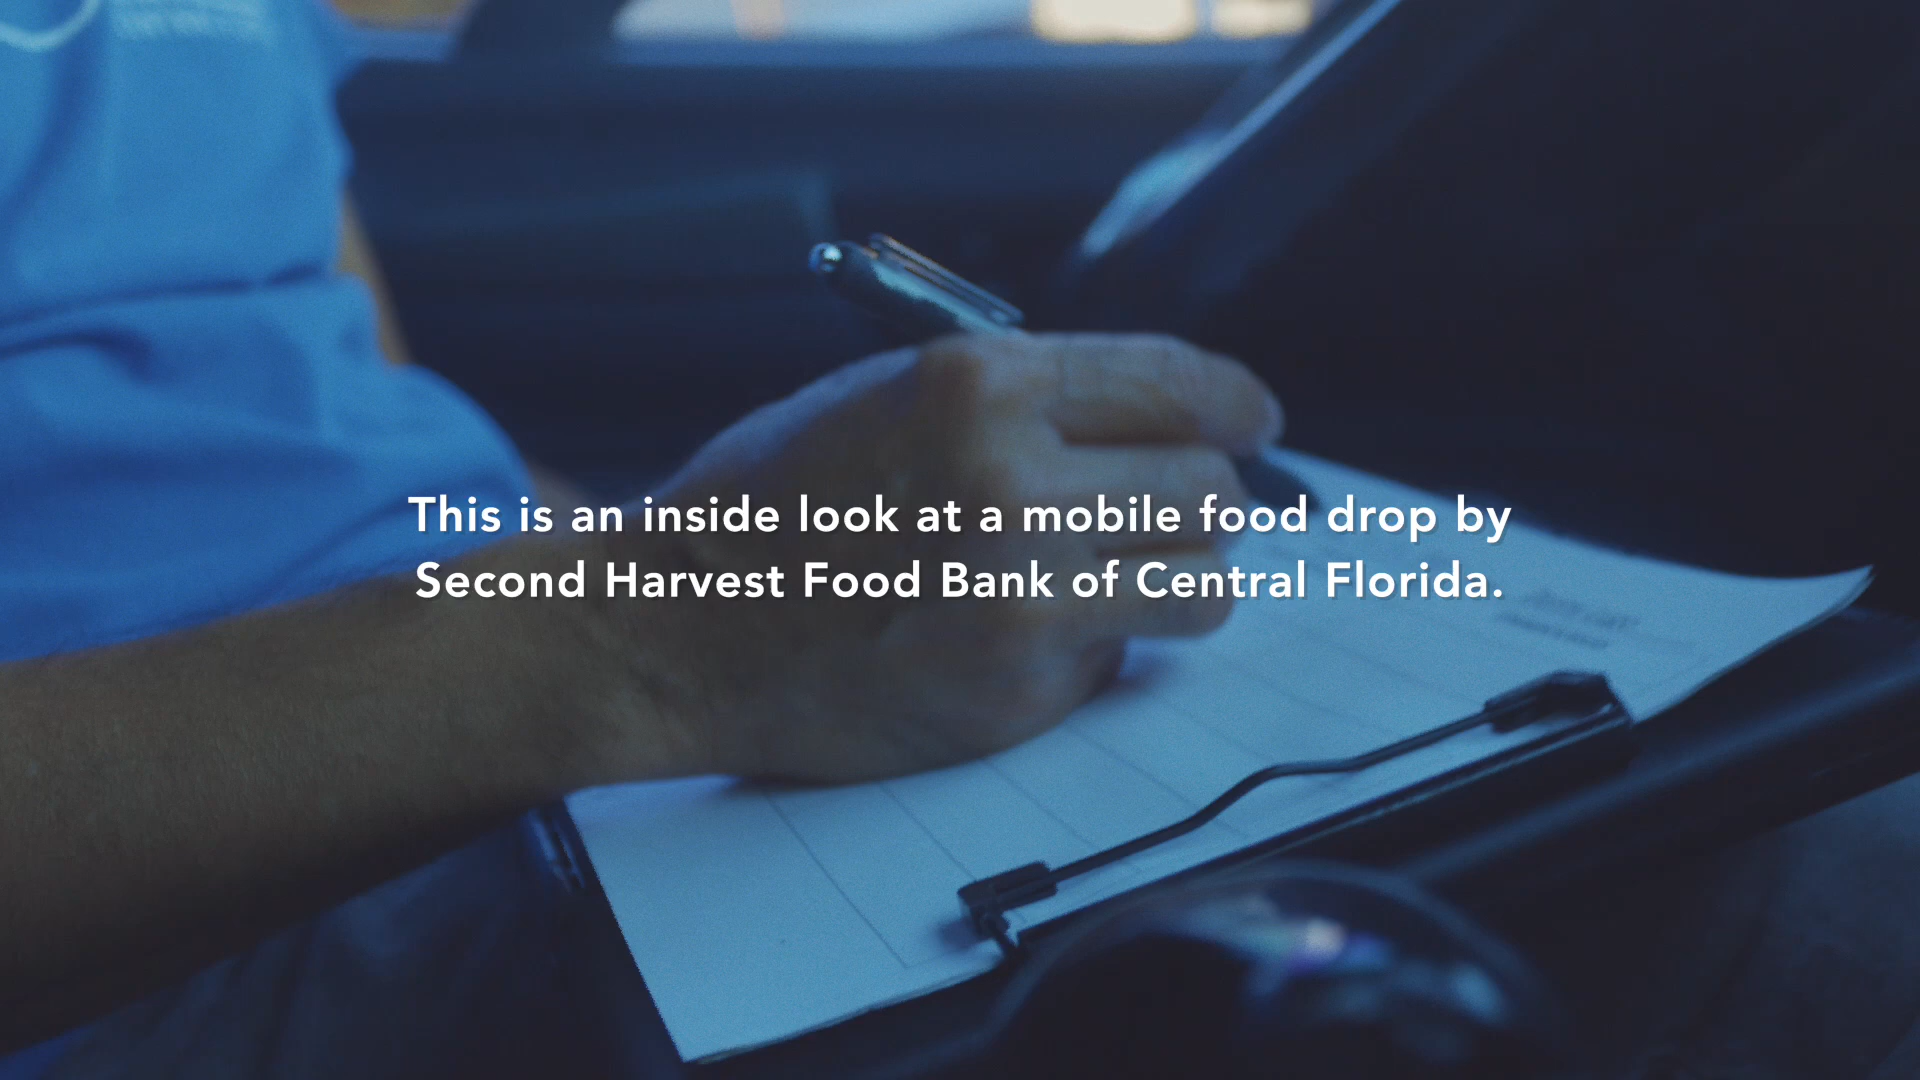 This is an inside look at a mobile food drop by
Second Harvest Food Bank of Central Florida.